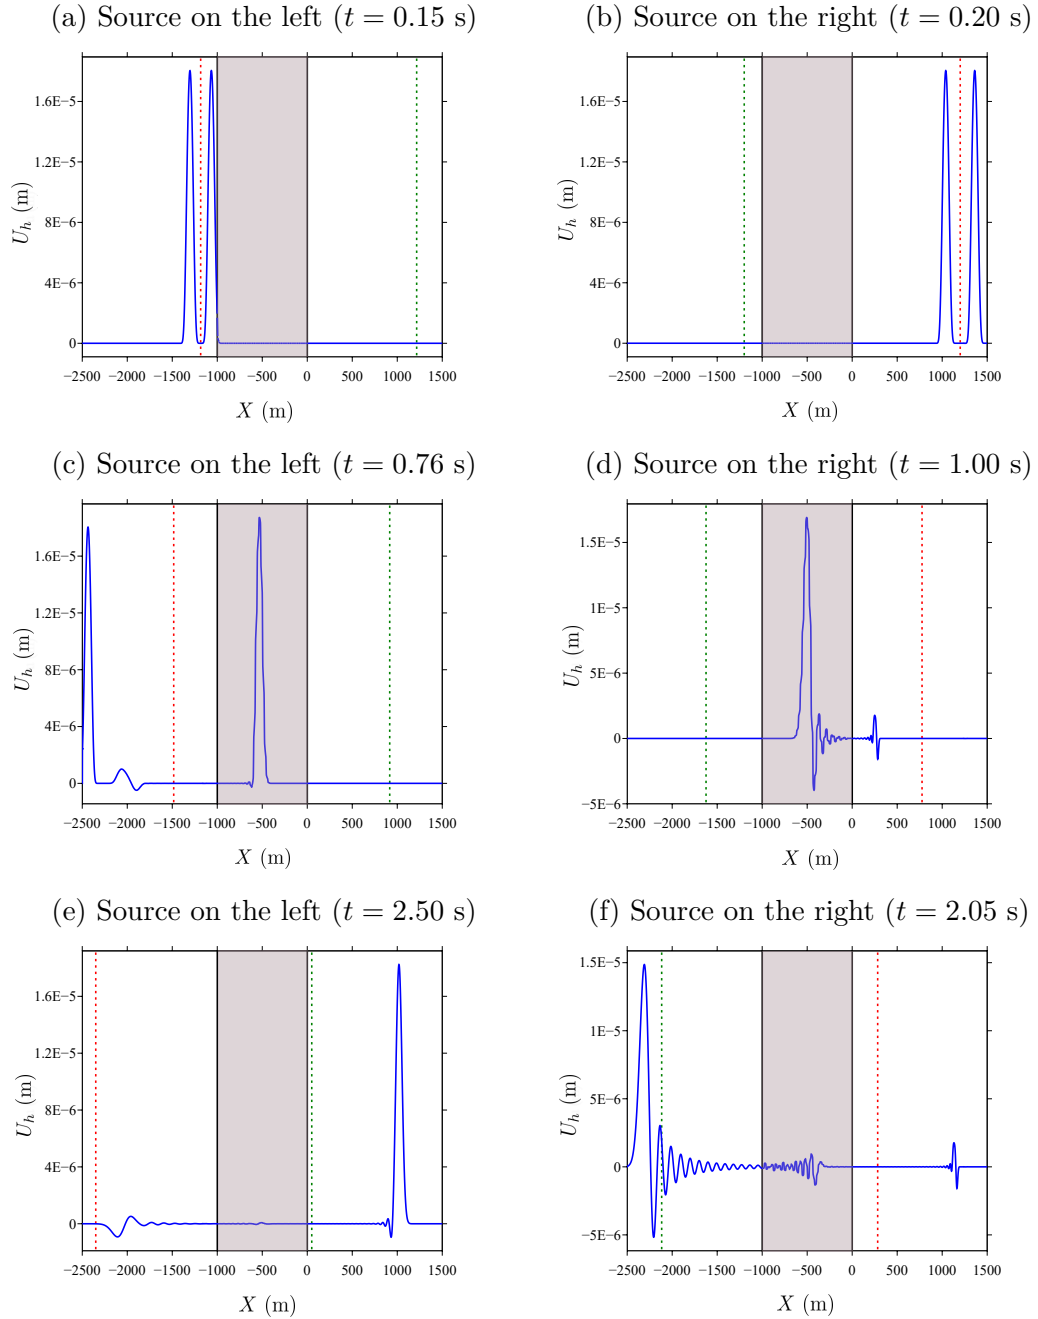 (a) Source on the left (t = 0.15 s)
(b) Source on the right (t = 0.20 s)
1.6E−5
1.2E−5
8E−6
4E−6
0
U_h (m)
−2500 −2000 −1500 −1000 −500 0 500 1000 1500
X (m)
1.6E−5
1.2E−5
8E−6
4E−6
0
U_h (m)
−2500 −2000 −1500 −1000 −500 0 500 1000 1500
X (m)
(c) Source on the left (t = 0.76 s)
(d) Source on the right (t = 1.00 s)
1.6E−5
1.2E−5
8E−6
4E−6
0
U_h (m)
−2500 −2000 −1500 −1000 −500 0 500 1000 1500
X (m)
1.5E−5
1E−5
5E−6
0
−5E−6
U_h (m)
−2500 −2000 −1500 −1000 −500 0 500 1000 1500
X (m)
(e) Source on the left (t = 2.50 s)
(f) Source on the right (t = 2.05 s)
1.6E−5
1.2E−5
8E−6
4E−6
0
U_h (m)
−2500 −2000 −1500 −1000 −500 0 500 1000 1500
X (m)
1.5E−5
1E−5
5E−6
0
−5E−6
U_h (m)
−2500 −2000 −1500 −1000 −500 0 500 1000 1500
X (m)